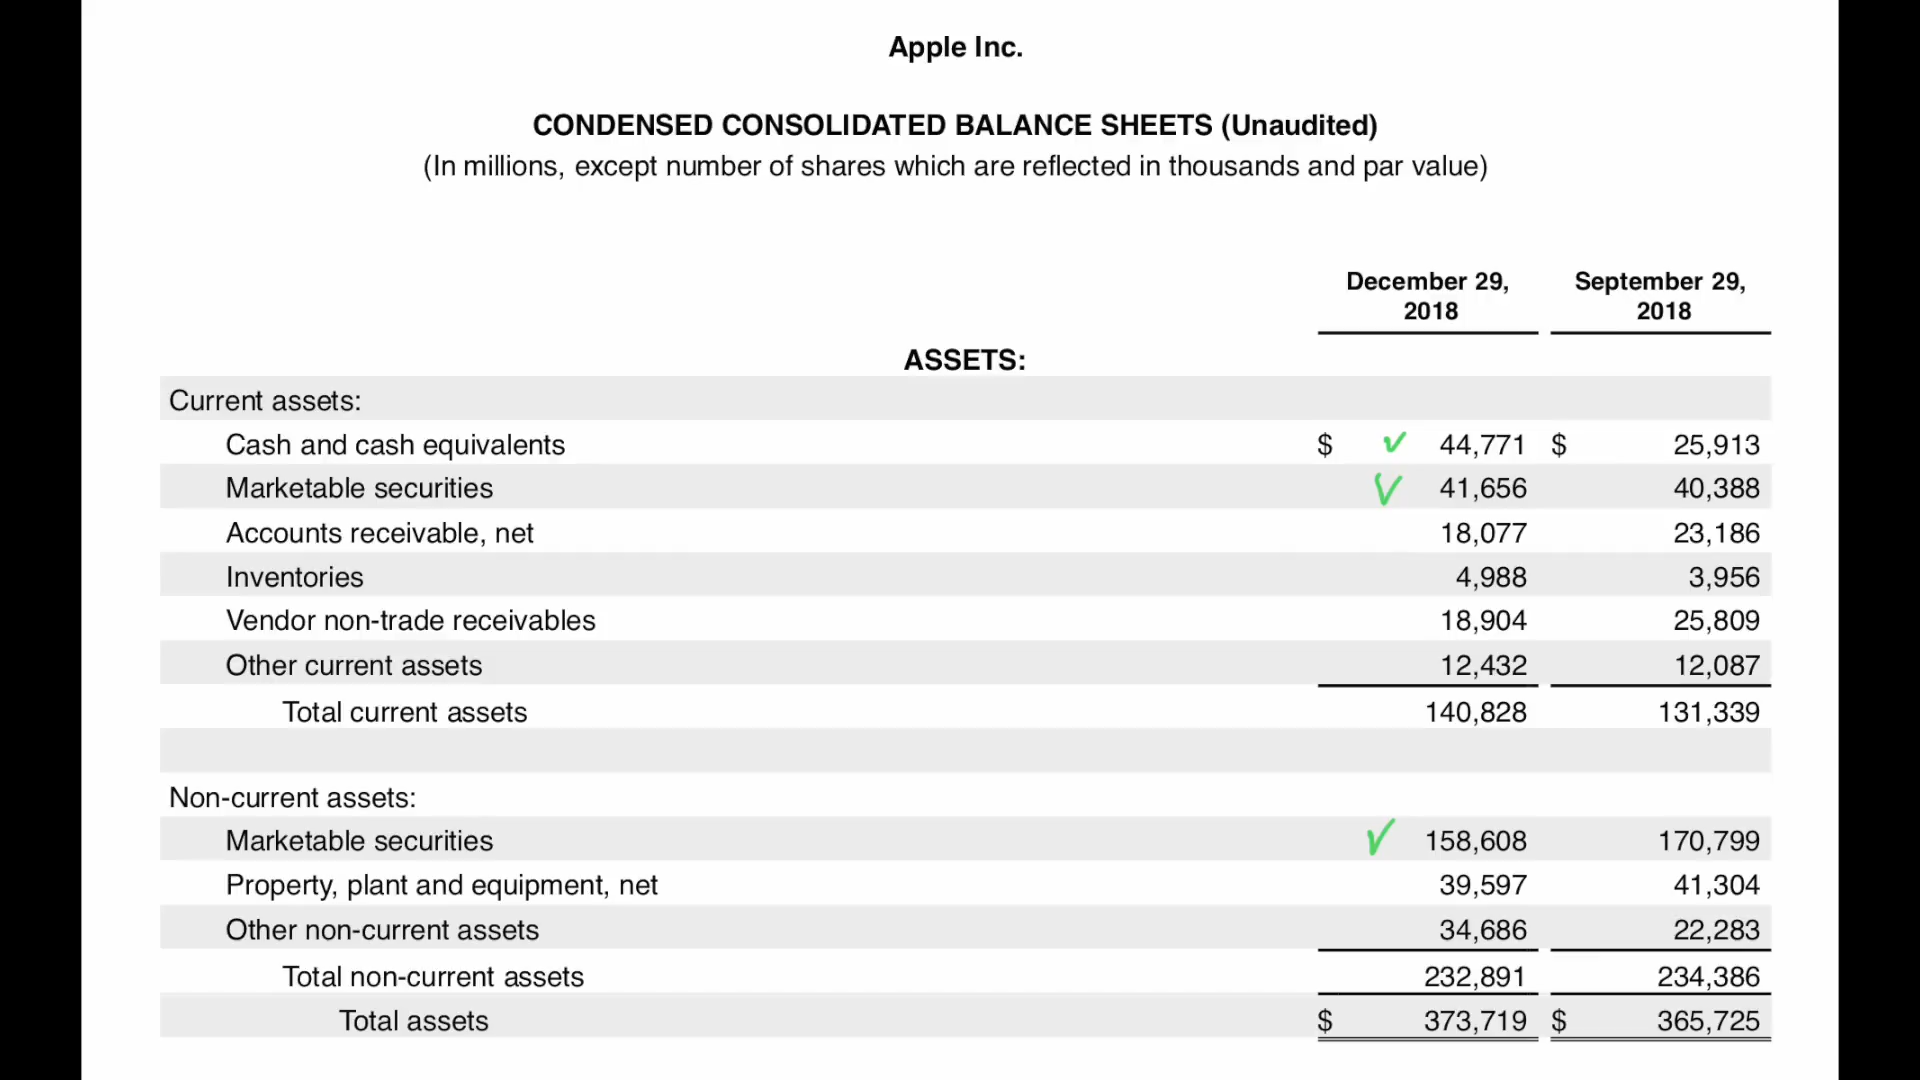 Apple Inc.
CONDENSED CONSOLIDATED BALANCE SHEETS (Unaudited)
(In millions, except number of shares which are reflected in thousands and par value)
December 29, 2018 September 29, 2018
ASSETS:
Current assets:
Cash and cash equivalents $ 44,771 $ 25,913
Marketable securities 41,656 40,388
Accounts receivable, net 18,077 23,186
Inventories 4,988 3,956
Vendor non-trade receivables 18,904 25,809
Other current assets 12,432 12,087
Total current assets 140,828 131,339
Non-current assets:
Marketable securities 158,608 170,799
Property, plant and equipment, net 39,597 41,304
Other non-current assets 34,686 22,283
Total non-current assets 232,891 234,386
Total assets $ 373,719 $ 365,725